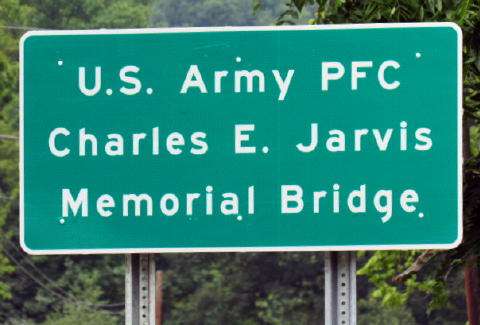 U.S. Army PFC
Charles E. Jarvis
Memorial Bridge